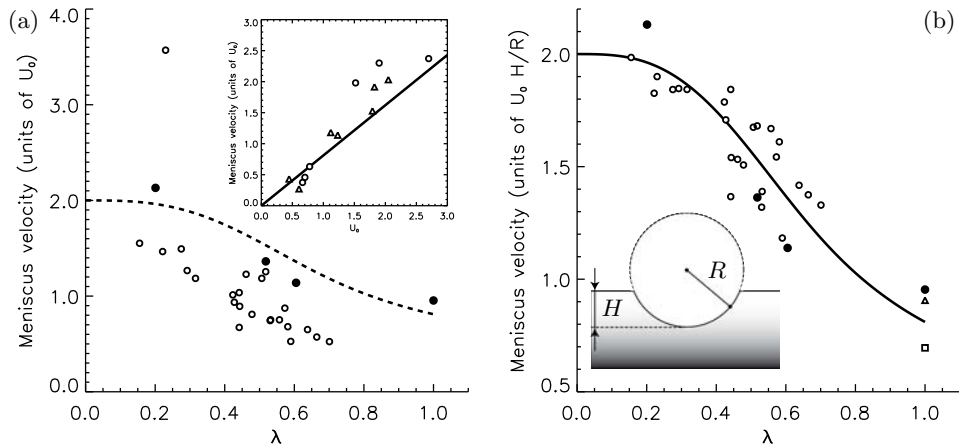 (a)
Meniscus velocity (units of U₀)
4.0
3.0
2.0
1.0
0.0
0.0 0.2 0.4 0.6 0.8 1.0
λ
Meniscus velocity (units of U₀)
3.0
2.5
2.0
1.5
1.0
0.5
0.0
0.0 0.5 1.0 1.5 2.0 2.5 3.0
U₀
(b)
Meniscus velocity (units of U₀ H/R)
2.0
1.5
1.0
0.5
0.0 0.2 0.4 0.6 0.8 1.0
λ
R
H